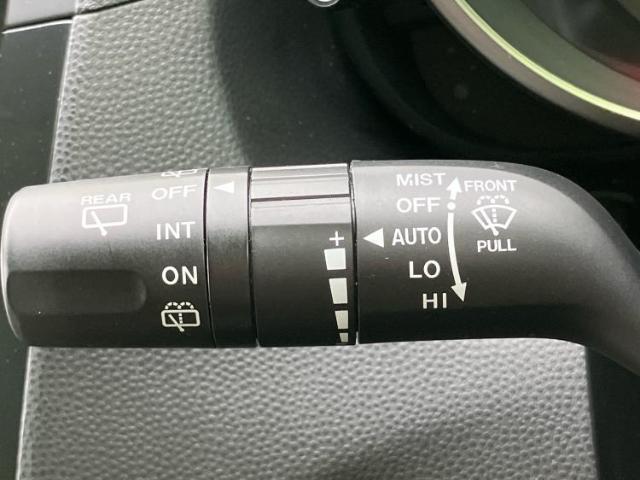 REAR
OFF
INT
ON
+
MIST
OFF
AUTO
LO
HI
FRONT
PULL